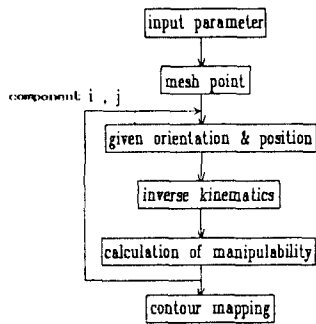 input parameter
mesh point
component i , j
given orientation & position
inverse kinematics
calculation of manipulability
contour mapping